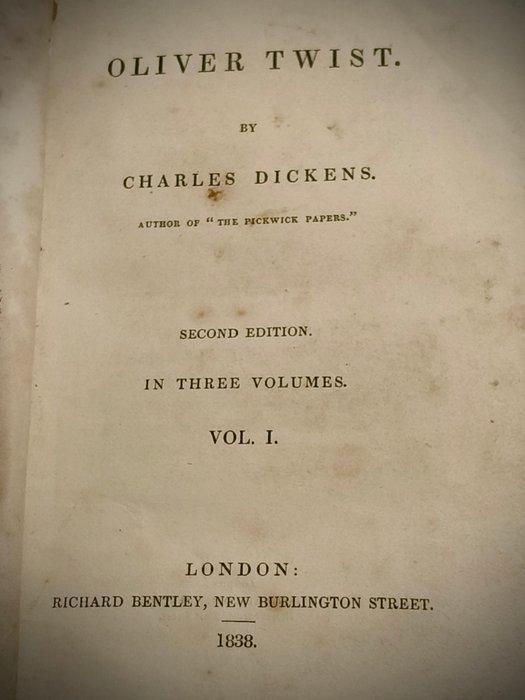 OLIVER TWIST.
BY
CHARLES DICKENS.
AUTHOR OF "THE PICKWICK PAPERS."
SECOND EDITION.
IN THREE VOLUMES.
VOL. I.
LONDON:
RICHARD BENTLEY, NEW BURLINGTON STREET.
1838.